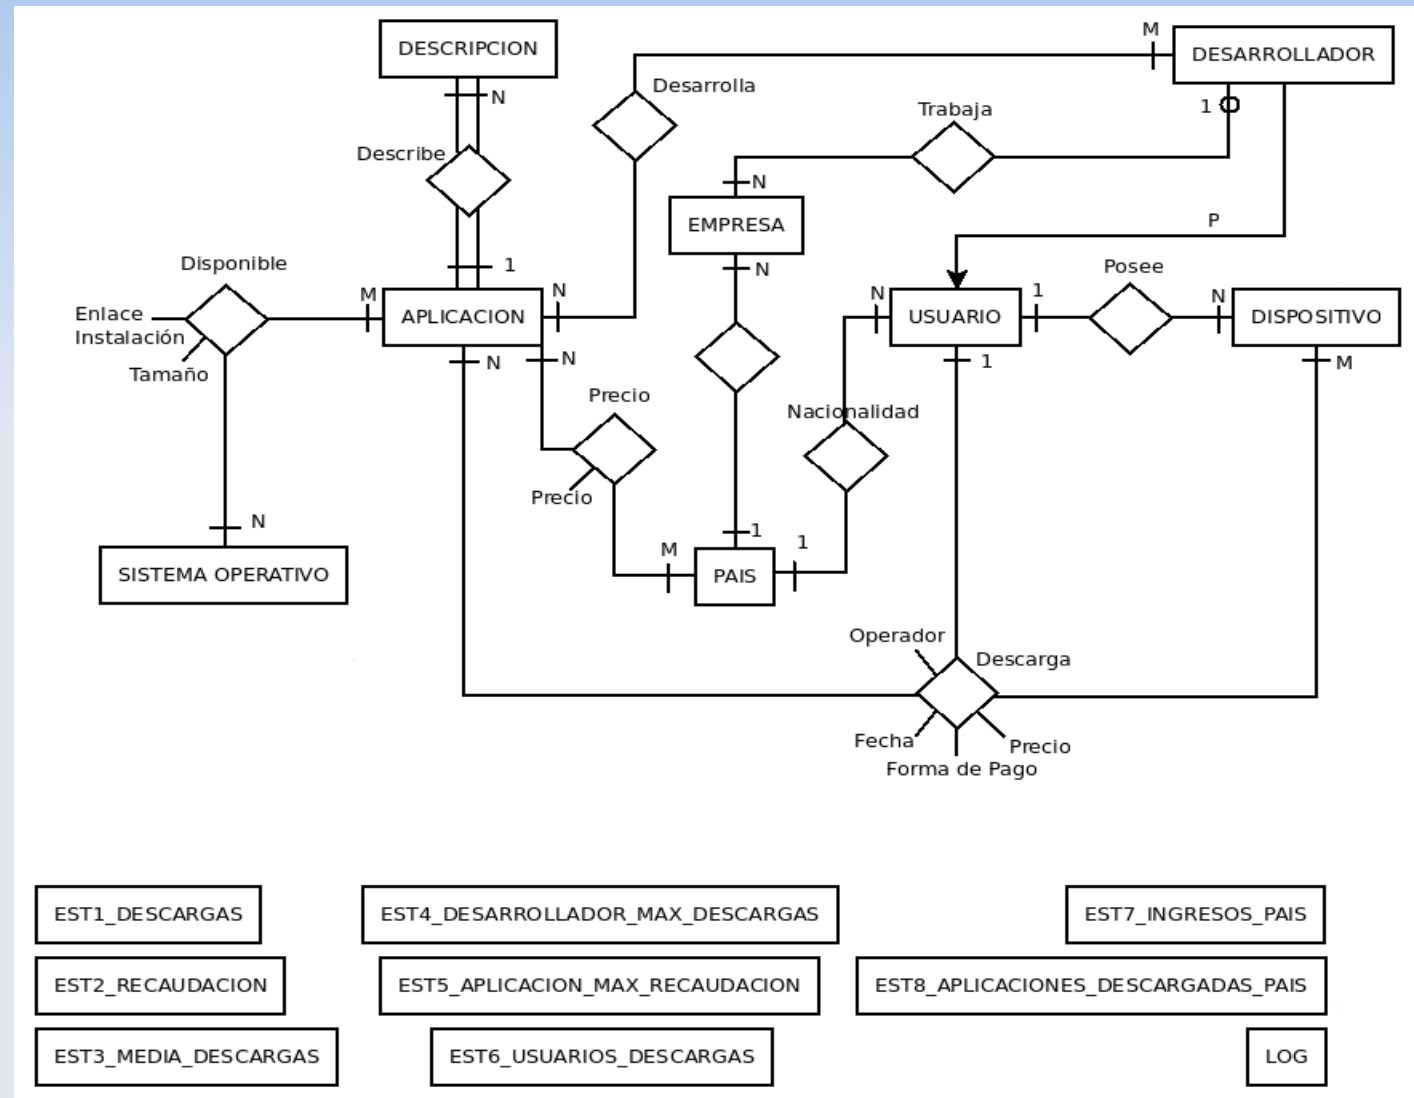 DESCRIPCION
M
DESARROLLADOR
Desarrolla
N
Trabaja
1
Describe
N
EMPRESA
P
Disponible
1
N
Posee
M
N
N
1
N
Enlace
Instalación
APLICACION
USUARIO
DISPOSITIVO
Tamaño
N
N
1
M
Precio
Nacionalidad
Precio
N
1
1
M
SISTEMA OPERATIVO
PAIS
Operador
Descarga
Fecha
Precio
Forma de Pago
EST1_DESCARGAS
EST4_DESARROLLADOR_MAX_DESCARGAS
EST7_INGRESOS_PAIS
EST2_RECAUDACION
EST5_APLICACION_MAX_RECAUDACION
EST8_APLICACIONES_DESCARGADAS_PAIS
EST3_MEDIA_DESCARGAS
EST6_USUARIOS_DESCARGAS
LOG